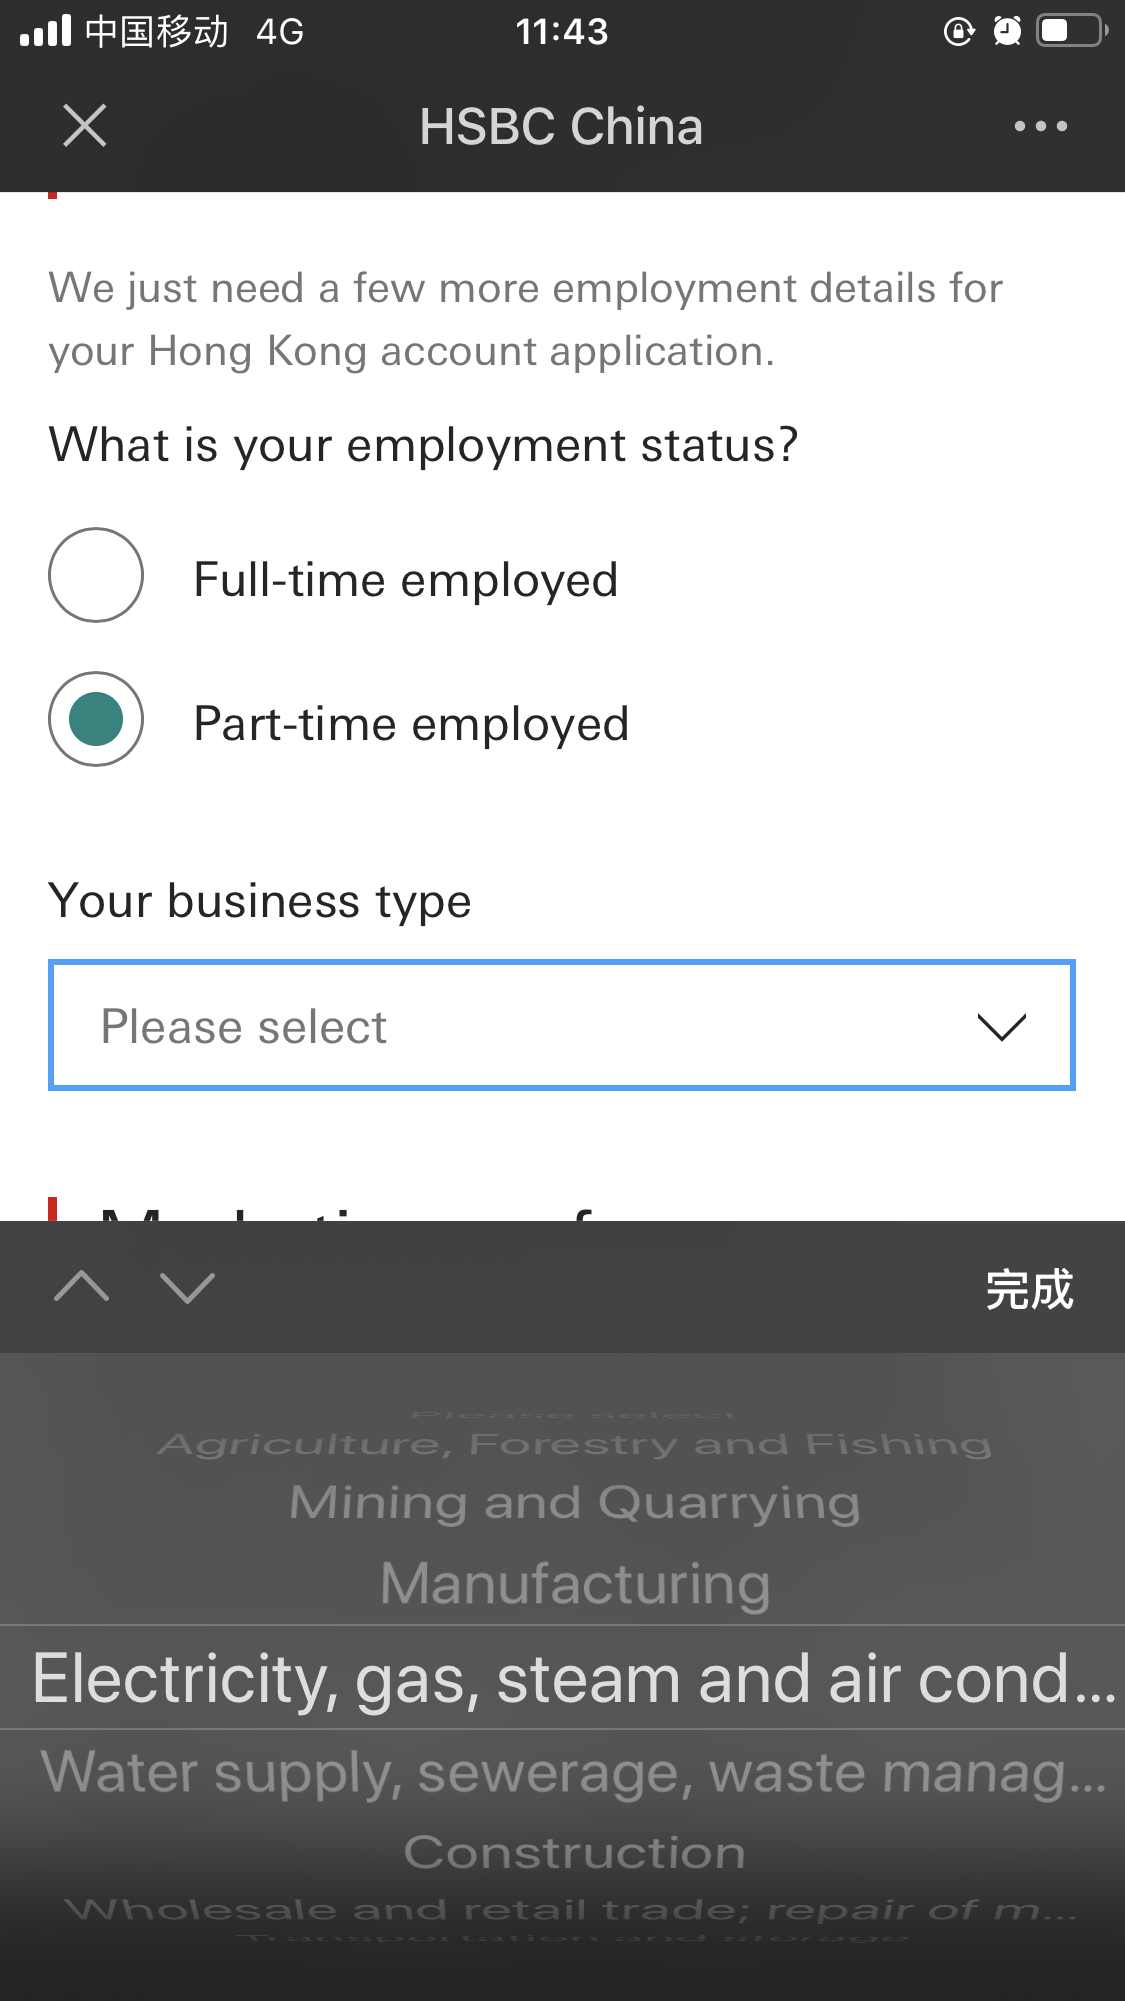 中国移动 4G 11:43
HSBC China
We just need a few more employment details for
your Hong Kong account application.
What is your employment status?
Full-time employed
Part-time employed
Your business type
Please select
完成
Please select
Agriculture, Forestry and Fishing
Mining and Quarrying
Manufacturing
Electricity, gas, steam and air cond...
Water supply, sewerage, waste manag...
Construction
Wholesale and retail trade; repair of m...
Transportation and storage